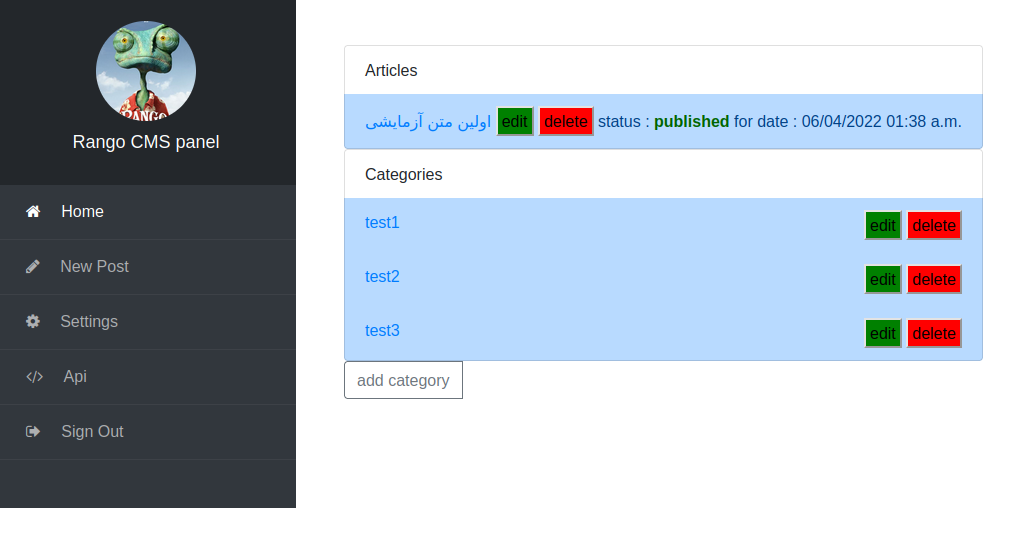 RANGO
Rango CMS panel
Home
New Post
Settings
Api
Sign Out
Articles
اولین متن آزمایشی edit delete status : published for date : 06/04/2022 01:38 a.m.
Categories
test1 edit delete
test2 edit delete
test3 edit delete
add category